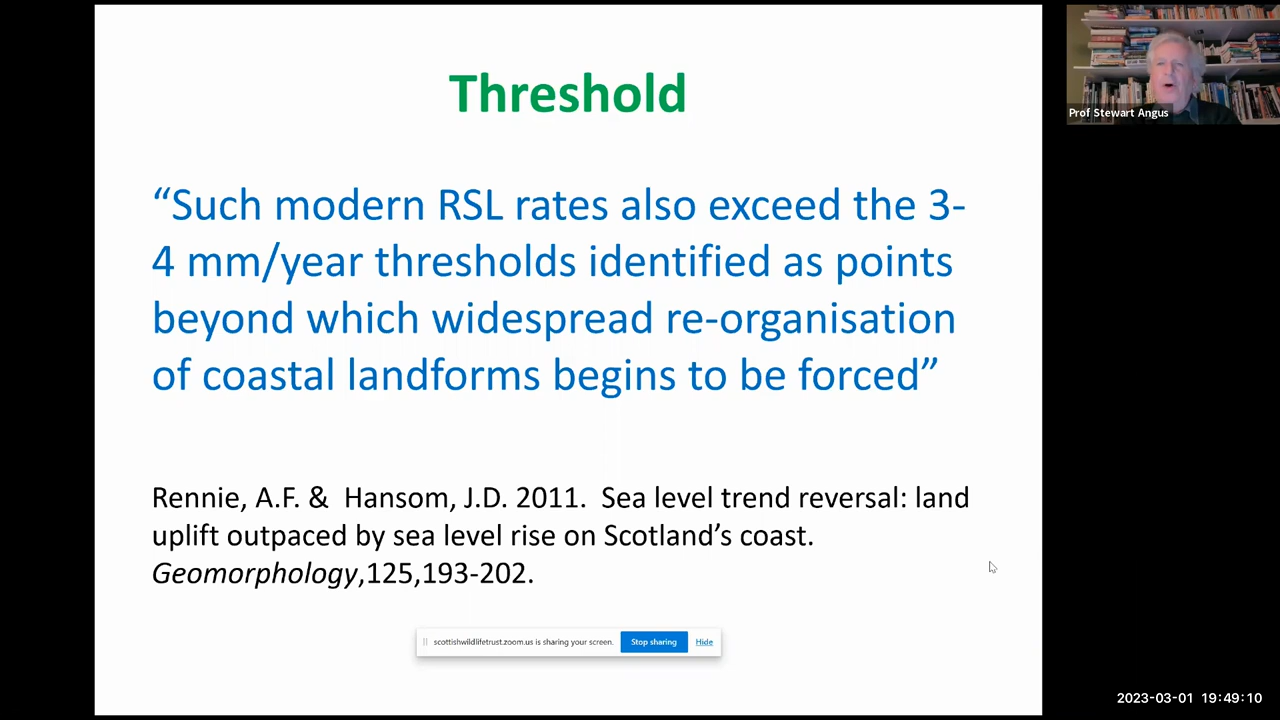 Threshold
“Such modern RSL rates also exceed the 3-
4 mm/year thresholds identified as points
beyond which widespread re-organisation
of coastal landforms begins to be forced”
Rennie, A.F. & Hansom, J.D. 2011. Sea level trend reversal: land
uplift outpaced by sea level rise on Scotland’s coast.
Geomorphology,125,193-202.
scottishwildlifetrust.zoom.us is sharing your screen.
Stop sharing
Hide
Prof Stewart Angus
2023-03-01 19:49:10